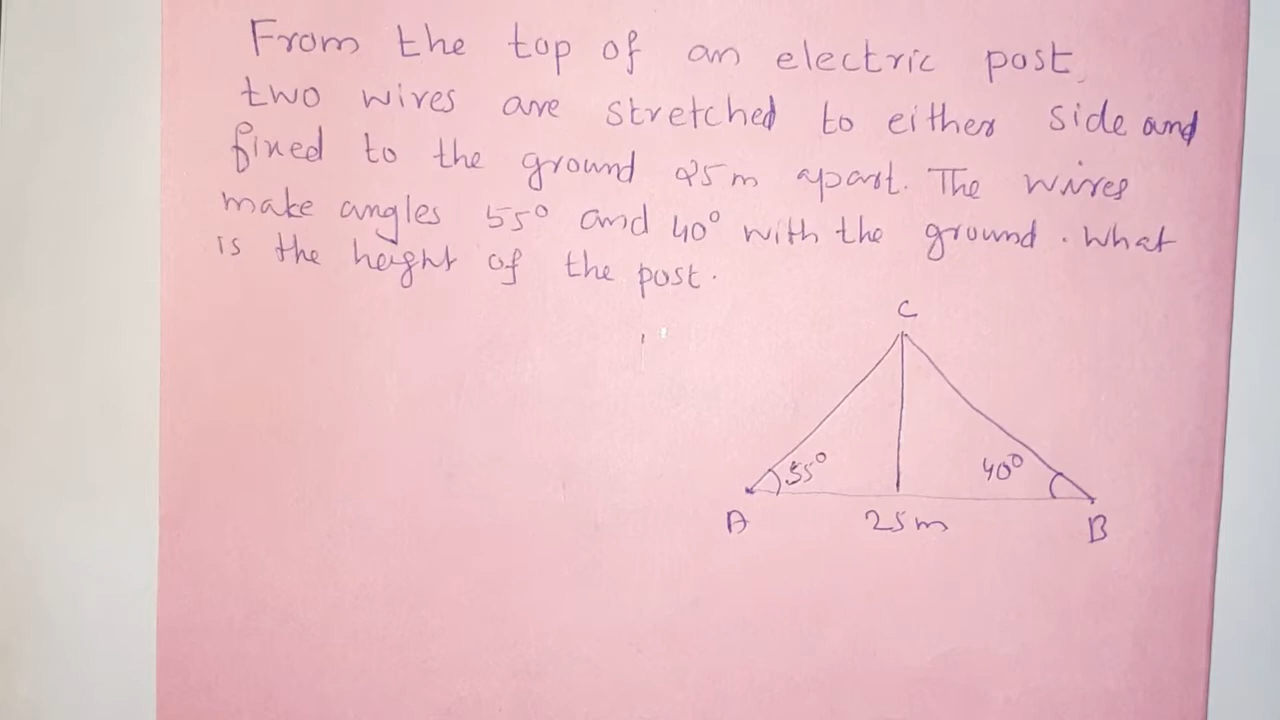 From the top of an electric post,
two wires are stretched to either side and
fixed to the ground 25m apart. The wires
make angles 55° and 40° with the ground. What
is the height of the post.
C
55°
40°
A
25m
B